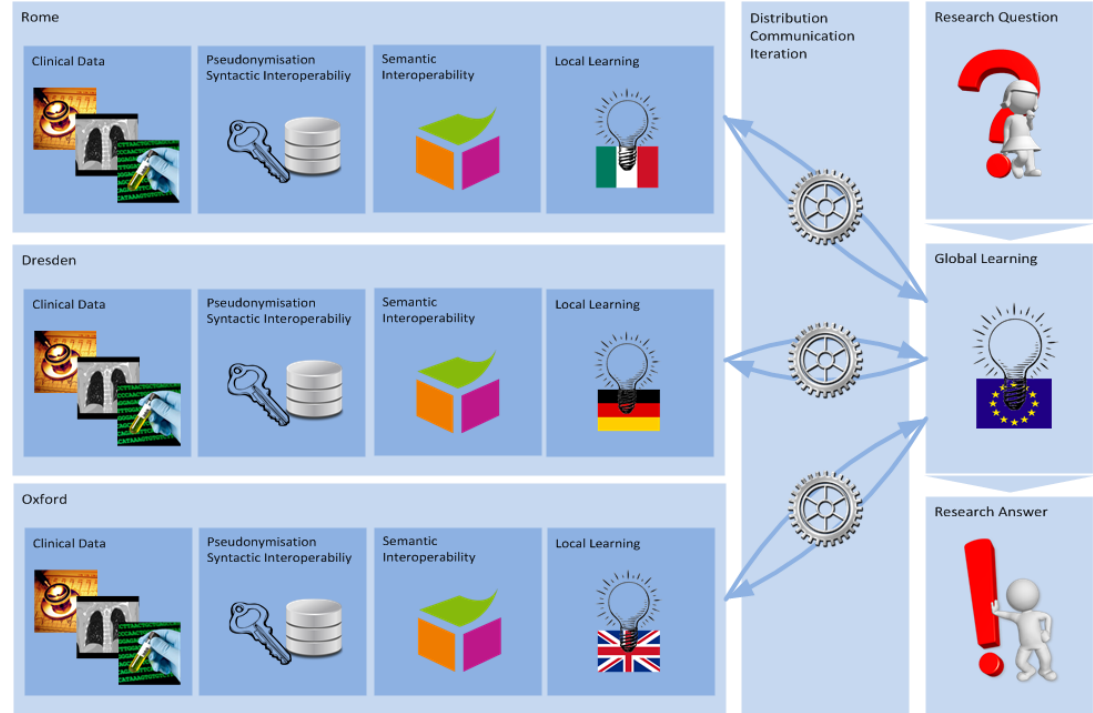 Rome
Clinical Data
Pseudonymisation
Syntactic Interoperabiliy
Semantic
Interoperability
Local Learning
Dresden
Clinical Data
Pseudonymisation
Syntactic Interoperabiliy
Semantic
Interoperability
Local Learning
Oxford
Clinical Data
Pseudonymisation
Syntactic Interoperabiliy
Semantic
Interoperability
Local Learning
Distribution
Communication
Iteration
Research Question
Global Learning
Research Answer